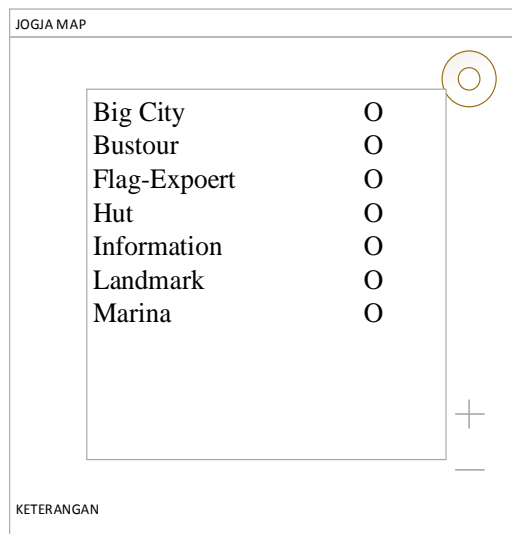 JOGJA MAP
Big City O
Bustour O
Flag-Expoert O
Hut O
Information O
Landmark O
Marina O
KETERANGAN